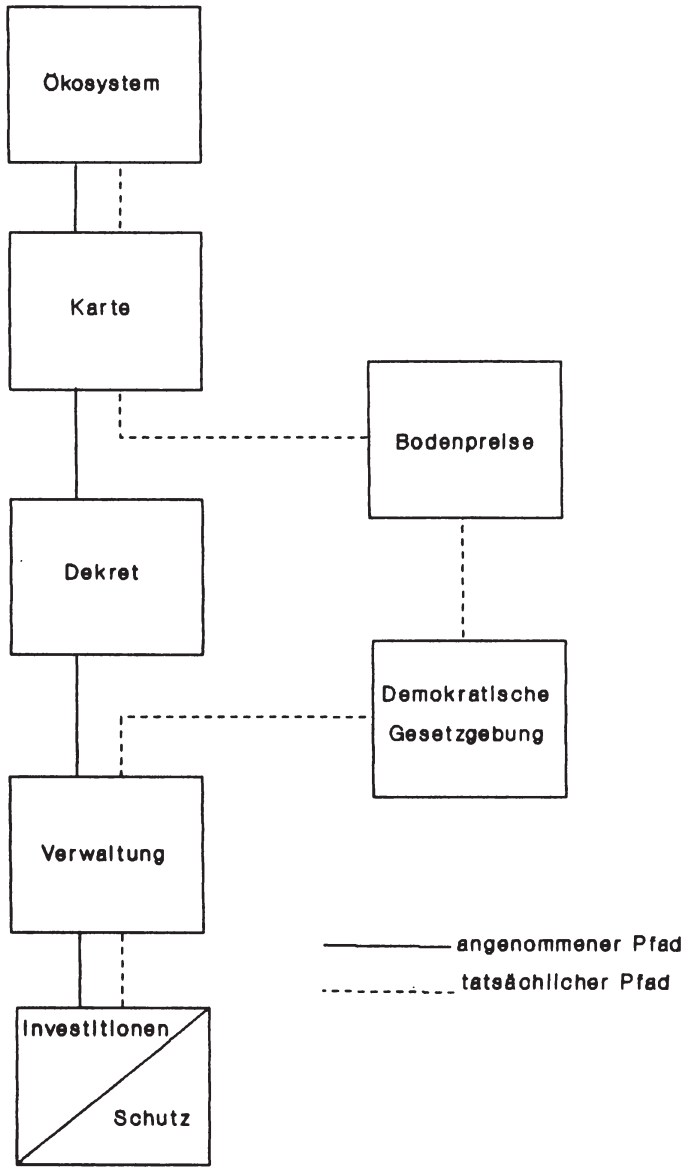 Ökosystem
Karte
Bodenpreise
Dekret
Demokratische
Gesetzgebung
Verwaltung
angenommener Pfad
tatsächlicher Pfad
Investitionen
Schutz